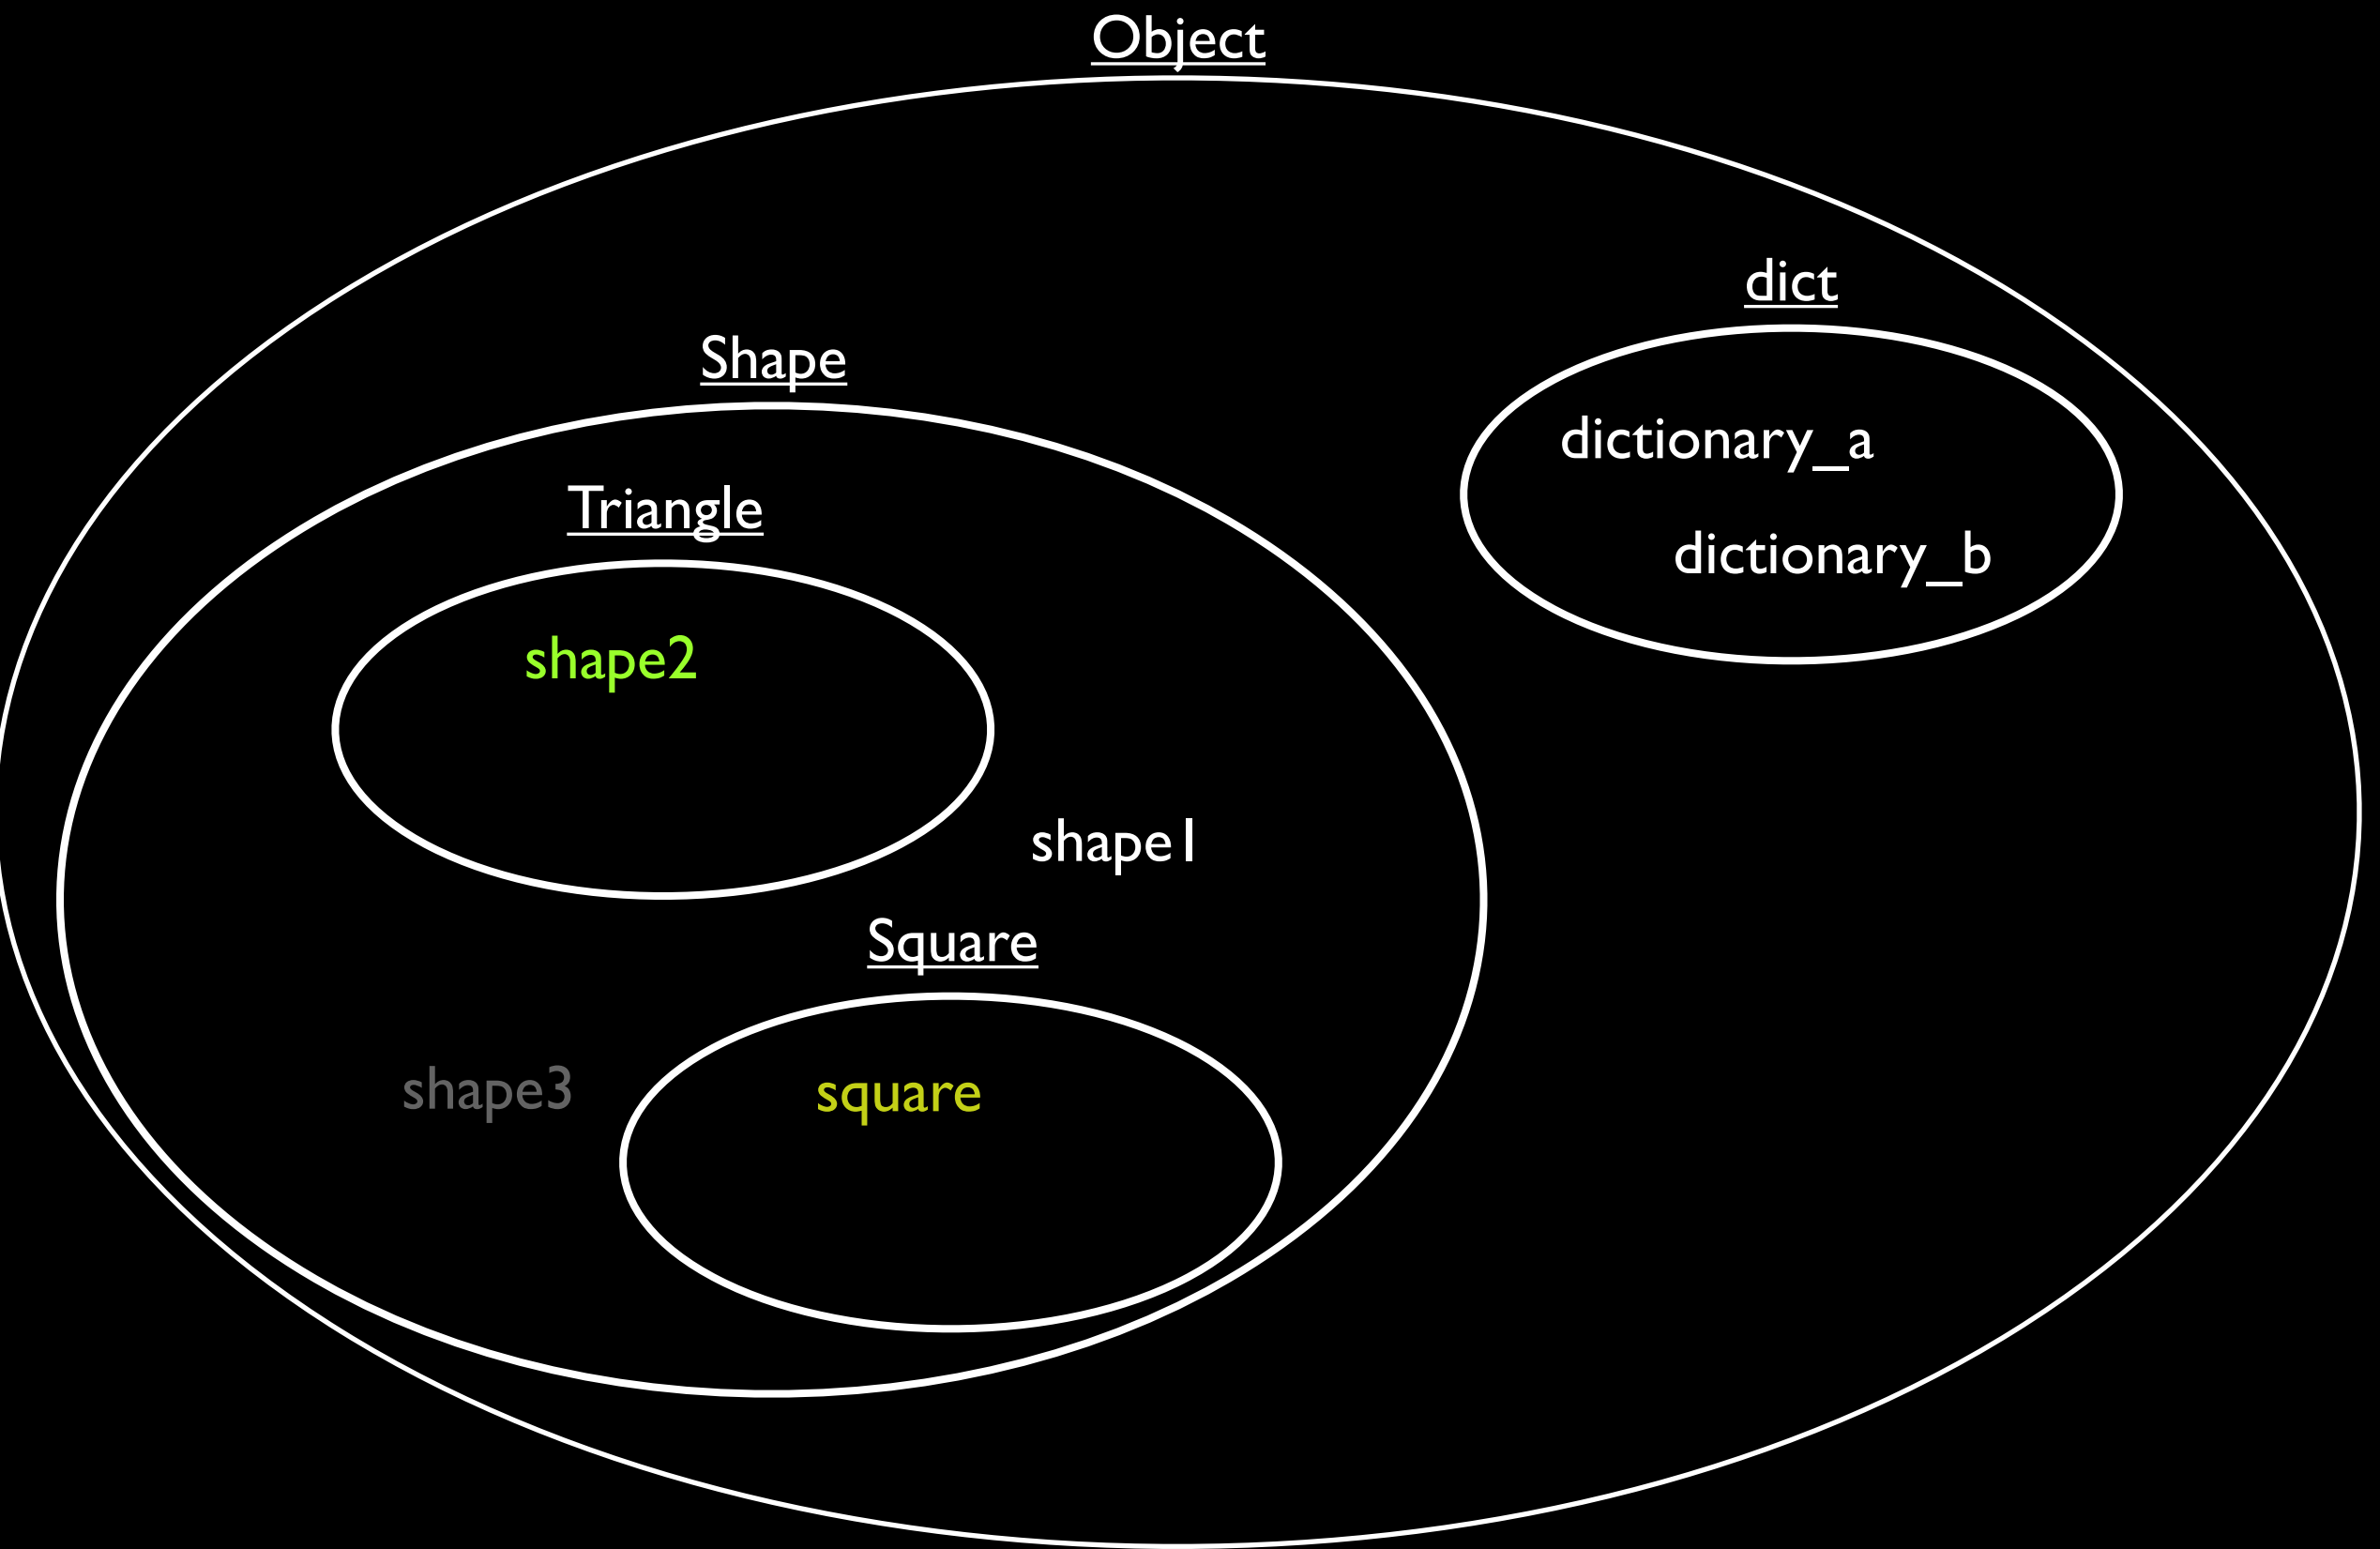 Object
dict
Shape
dictionary_a
Triangle
dictionary_b
shape2
shape1
Square
shape3
square